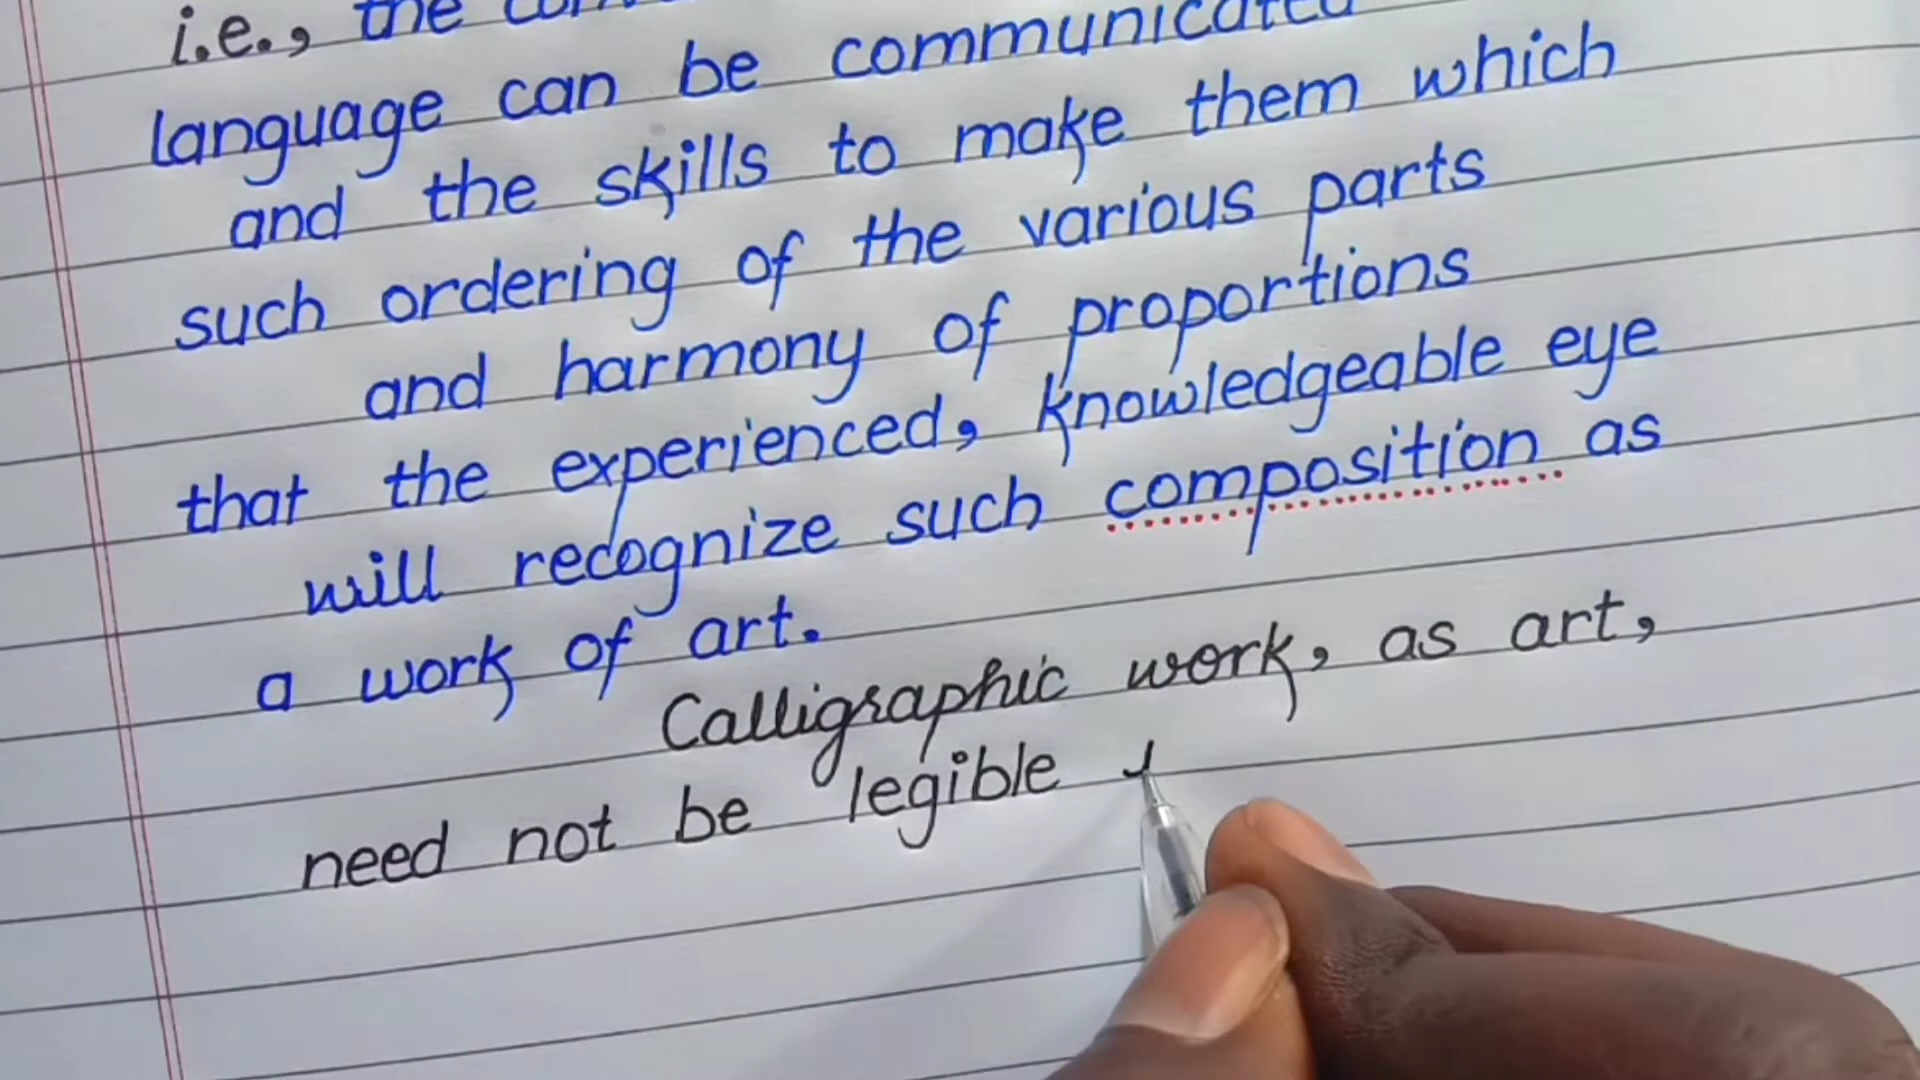 i.e., the
language can be communicated
and the skills to make them which
such ordering of the various parts
and harmony of proportions
that the experienced, knowledgeable eye
will recognize such composition as
a work of art.
Calligraphic work, as art,
need not be legible